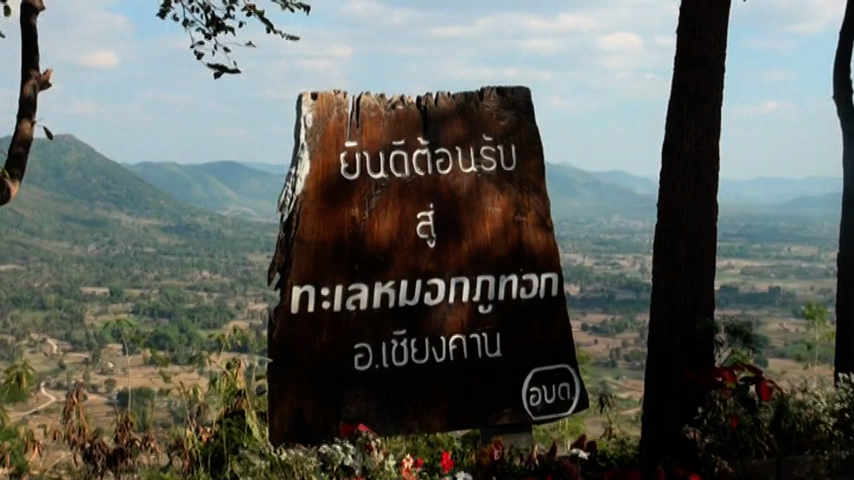 ยินดีต้อนรับ
สู่
ทะเลหมอกภูทอก
อ.เชียงคาน
อบต.